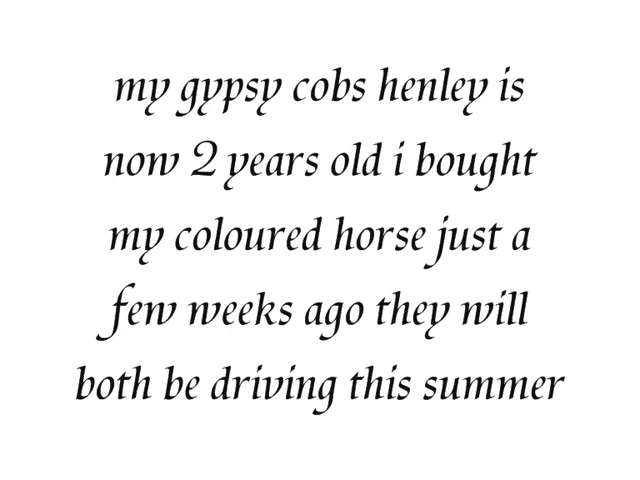 my gypsy cobs henley is
now 2 years old i bought
my coloured horse just a
few weeks ago they will
both be driving this summer